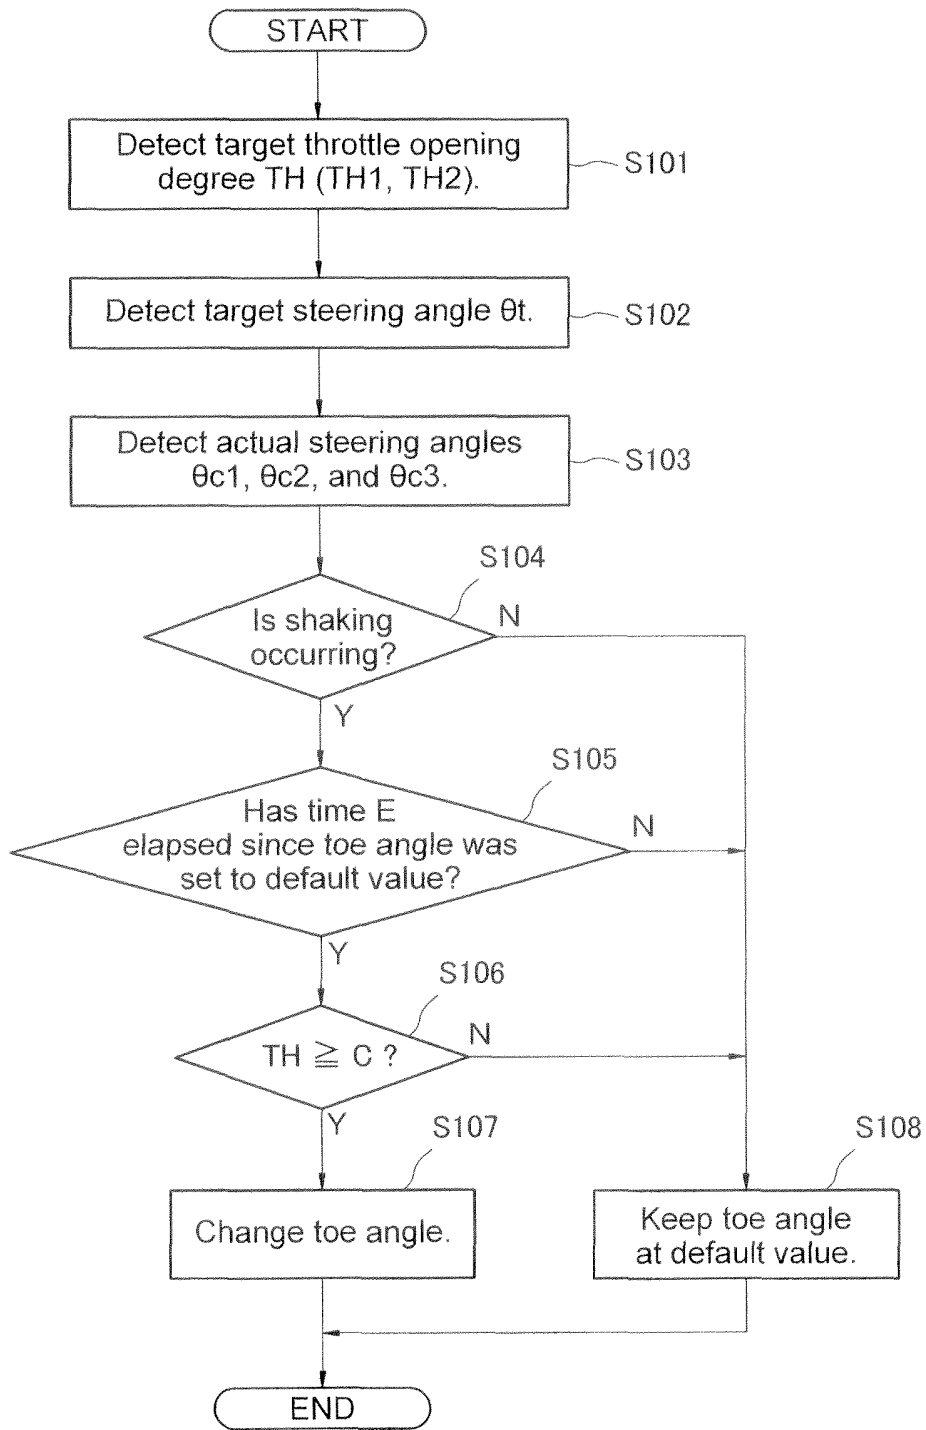 START
Detect target throttle opening
degree TH (TH1, TH2).
S101
Detect target steering angle θt.
S102
Detect actual steering angles
θc1, θc2, and θc3.
S103
S104
Is shaking
occurring?
N
Y
S105
Has time E
elapsed since toe angle was
set to default value?
N
Y
S106
TH ≧ C ?
N
Y
S107
Change toe angle.
S108
Keep toe angle
at default value.
END